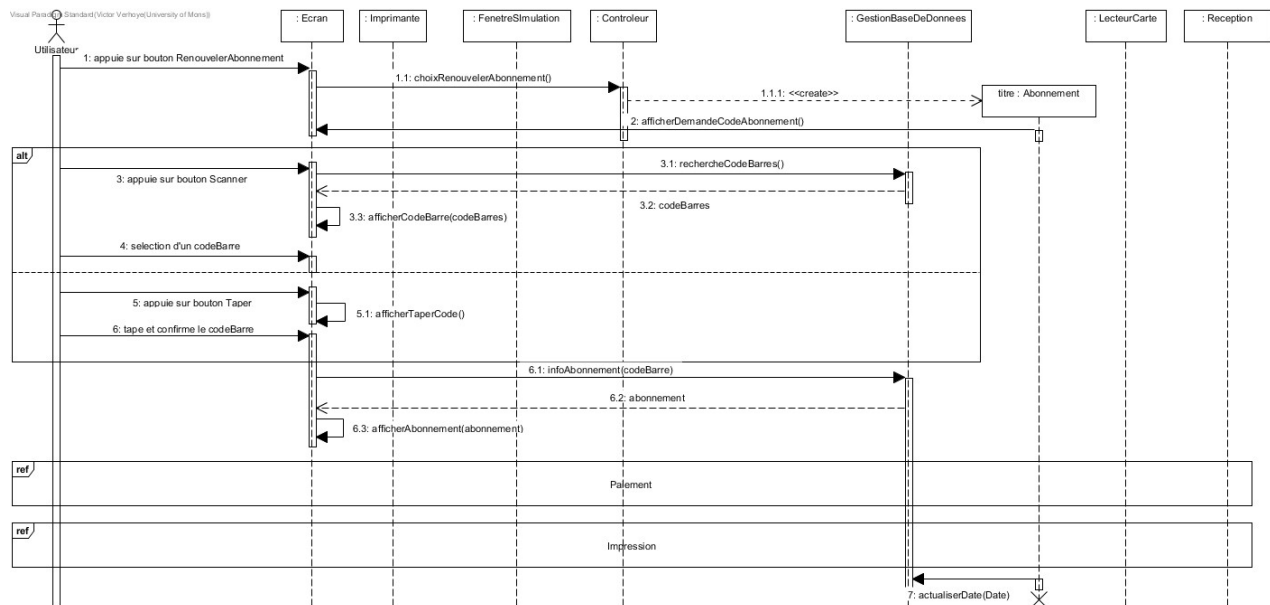 Visual Paradigm Standard(Victor Verhoye(University of Mons))
: Ecran
: Imprimante
: FenetreSImulation
: Controleur
: GestionBaseDeDonnees
: LecteurCarte
: Reception
Utilisateur
1: appuie sur bouton RenouvelerAbonnement
1.1: choixRenouvelerAbonnement()
1.1.1: <<create>>
titre : Abonnement
2: afficherDemandeCodeAbonnement()
alt
3: appuie sur bouton Scanner
3.1: rechercheCodeBarres()
3.2: codeBarres
3.3: afficherCodeBarre(codeBarres)
4: selection d'un codeBarre
5: appuie sur bouton Taper
5.1: afficherTaperCode()
6: tape et confirme le codeBarre
6.1: infoAbonnement(codeBarre)
6.2: abonnement
6.3: afficherAbonnement(abonnement)
ref
Paiement
ref
Impression
7: actualiserDate(Date)